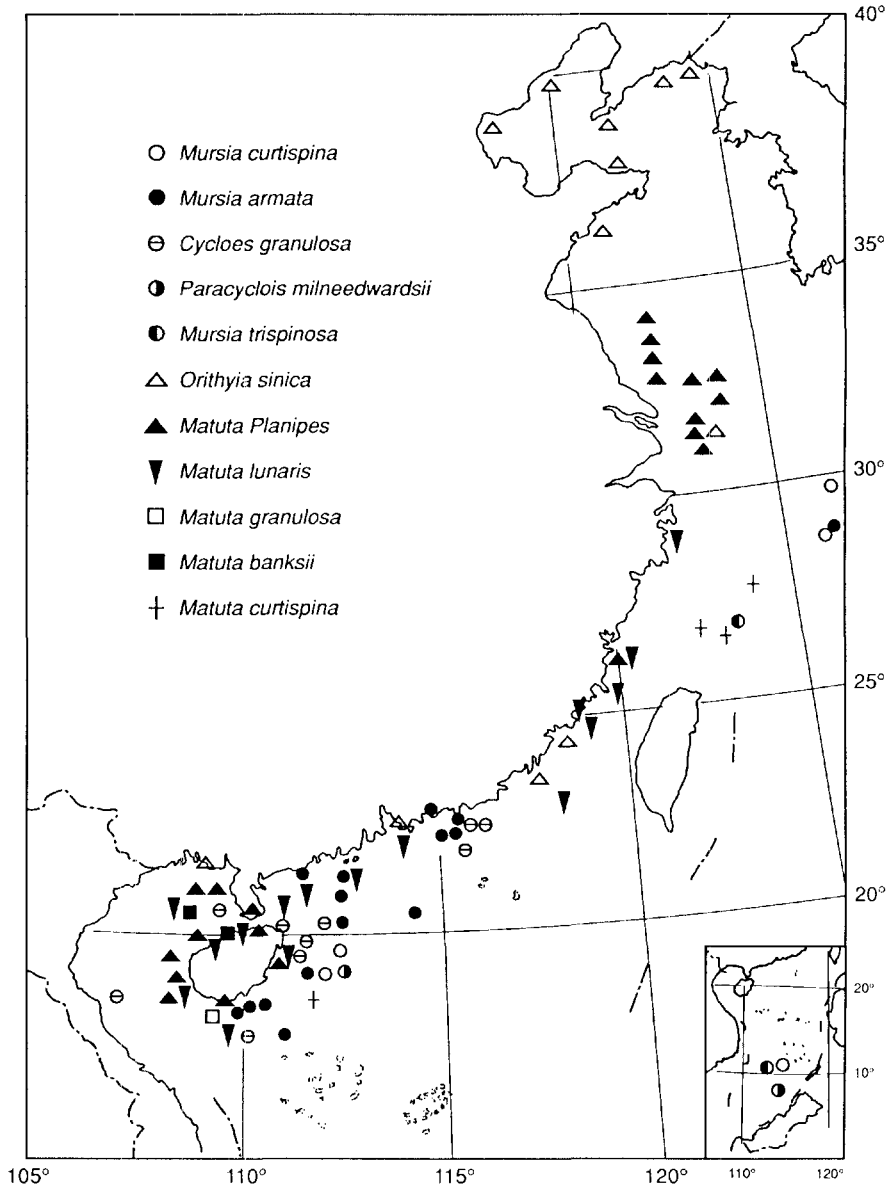 40°
Mursia curtispina
Mursia armata
Cycloes granulosa
Paracyclois milneedwardsii
Mursia trispinosa
Orithyia sinica
Matuta Planipes
Matuta lunaris
Matuta granulosa
Matuta banksii
Matuta curtispina
35°
30°
25°
20°
20°
10°
105°
110°
115°
120°
110°
120°